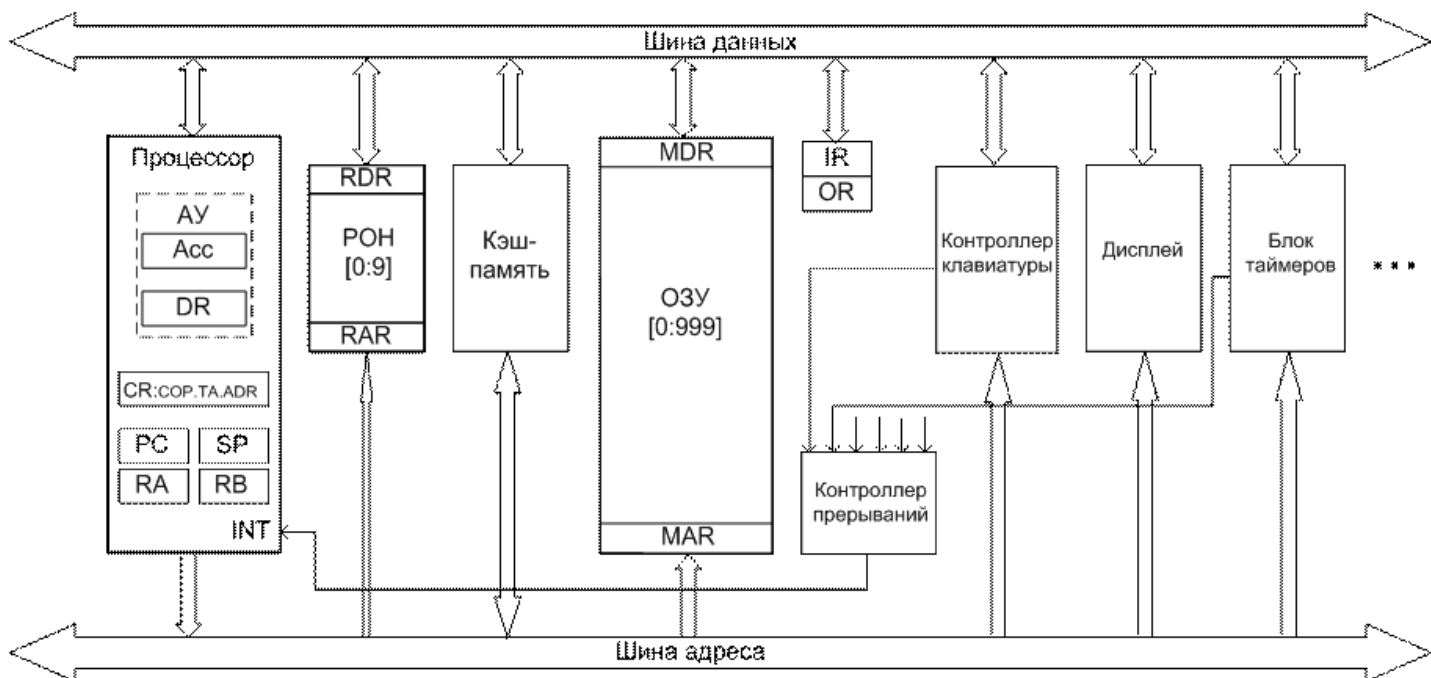 Шина данных
Процессор
АУ
Acc
DR
CR:COP.TA.ADR
PC
SP
RA
RB
INT
RDR
РОН
[0:9]
RAR
Кэш-
память
MDR
ОЗУ
[0:999]
MAR
IR
OR
Контроллер
клавиатуры
Дисплей
Блок
таймеров
Контроллер
прерываний
Шина адреса